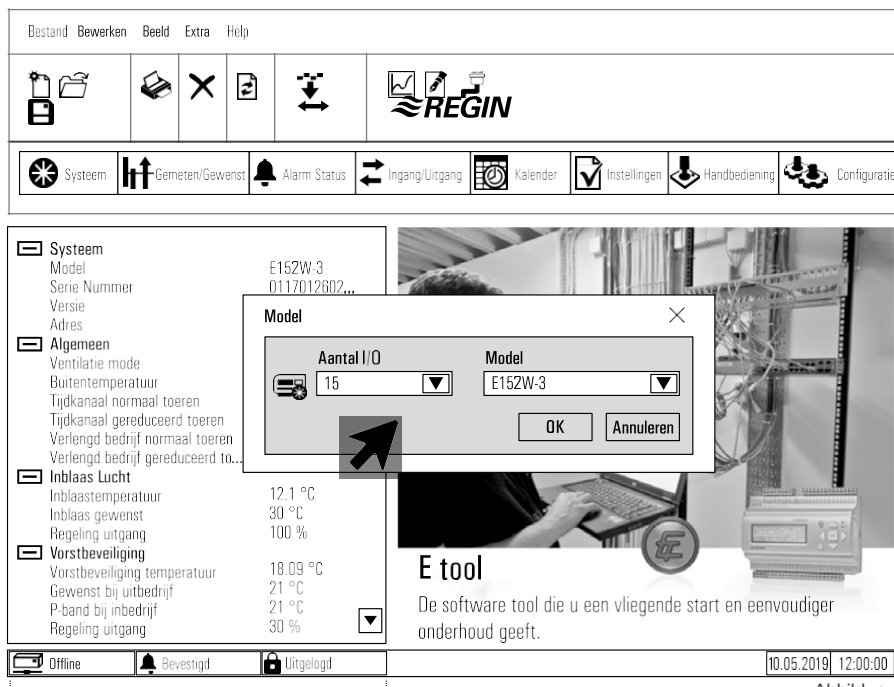 Bestand Bewerken Beeld Extra Help
REGIN
Systeem Gemeten/Gewenst Alarm Status Ingang/Uitgang Kalender Instellingen Handbediening Configuratie
Systeem
Model E152W-3
Serie Nummer 0117012602...
Versie
Adres
Algemeen
Ventilatie mode
Buitentemperatuur
Tijdkanaal normaal toeren
Tijdkanaal gereduceerd toeren
Verlengd bedrijf normaal toeren
Verlengd bedrijf gereduceerd to...
Inblaas Lucht
Inblaastemperatuur 12.1 °C
Inblaas gewenst 30 °C
Regeling uitgang 100 %
Vorstbeveiliging
Vorstbeveiliging temperatuur 18.09 °C
Gewenst bij uitbedrijf 21 °C
P-band bij inbedrijf 21 °C
Regeling uitgang 30 %
Model
Aantal I/O Model
15 E152W-3
OK Annuleren
E tool
De software tool die u een vliegende start en eenvoudiger
onderhoud geeft.
Offline Bevestigd Uitgelogd 10.05.2019 12:00:00